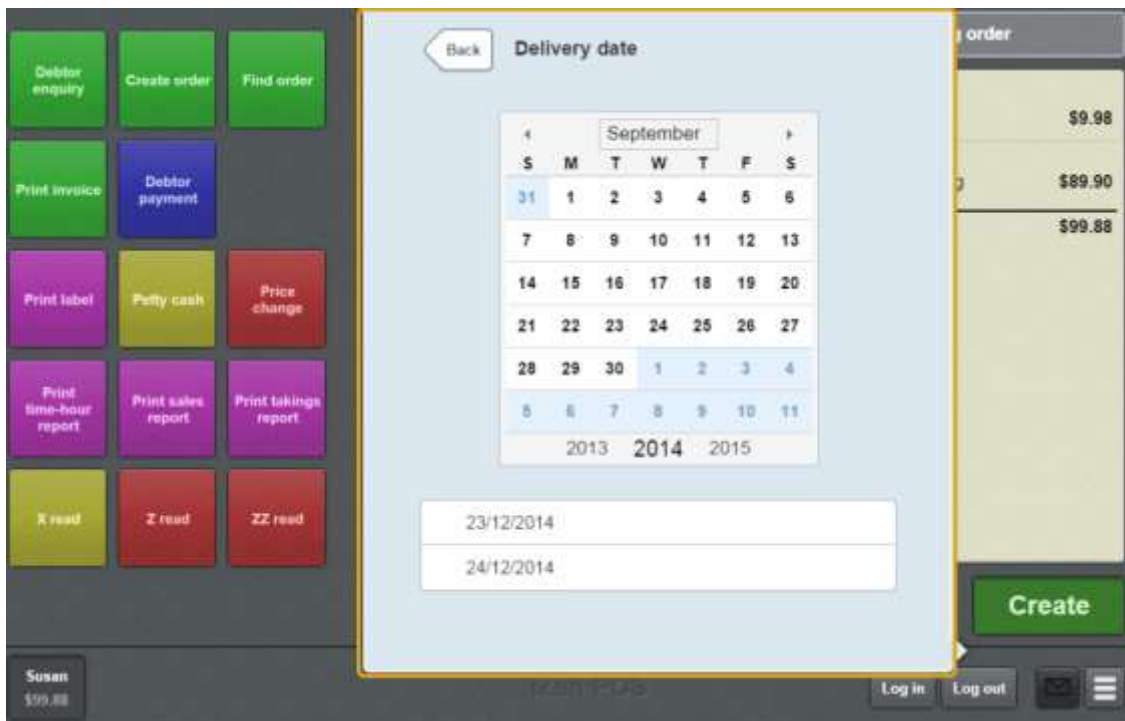 Debtor
enquiry
Create order
Find order
Print invoice
Debtor
payment
Print label
Petty cash
Price
change
Print
time-hour
report
Print sales
report
Print takings
report
X read
Z read
ZZ read
Back
Delivery date
September
S M T W T F S
31 1 2 3 4 5 6
7 8 9 10 11 12 13
14 15 16 17 18 19 20
21 22 23 24 25 26 27
28 29 30 1 2 3 4
5 6 7 8 9 10 11
2013 2014 2015
23/12/2014
24/12/2014
order
$9.98
$89.90
$99.88
Create
Susan
$99.88
Log in
Log out